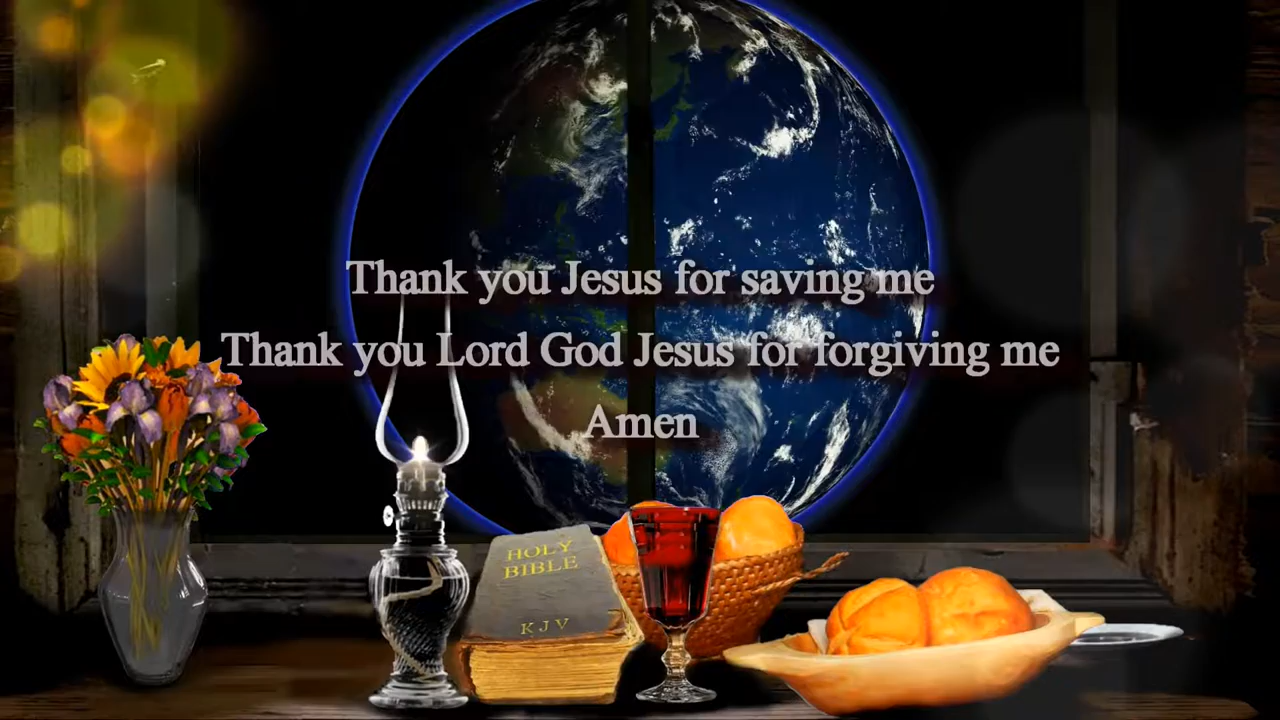 Thank you Jesus for saving me
Thank you Lord God Jesus for forgiving me
Amen
HOLY
BIBLE
KJV